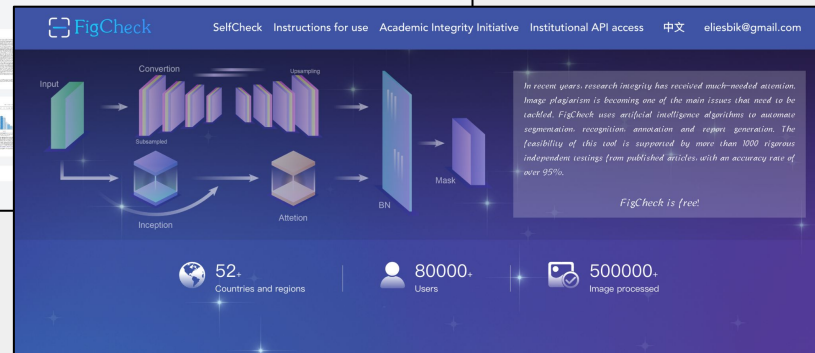 FigCheck
SelfCheck Instructions for use Academic Integrity Initiative Institutional API access 中文 eliesbik@gmail.com
Input
Convertion
Upsampling
Subsampled
Inception
Attetion
BN
Mask
In recent years, research integrity has received much-needed attention.
Image plagiarism is becoming one of the main issues that need to be
tackled. FigCheck uses artificial intelligence algorithms to automate
segmentation, recognition, annotation and report generation. The
feasibility of this tool is supported by more than 1000 rigorous
independent testings from published articles, with an accuracy rate of
over 95%.
FigCheck is free!
52+
Countries and regions
80000+
Users
500000+
Image processed